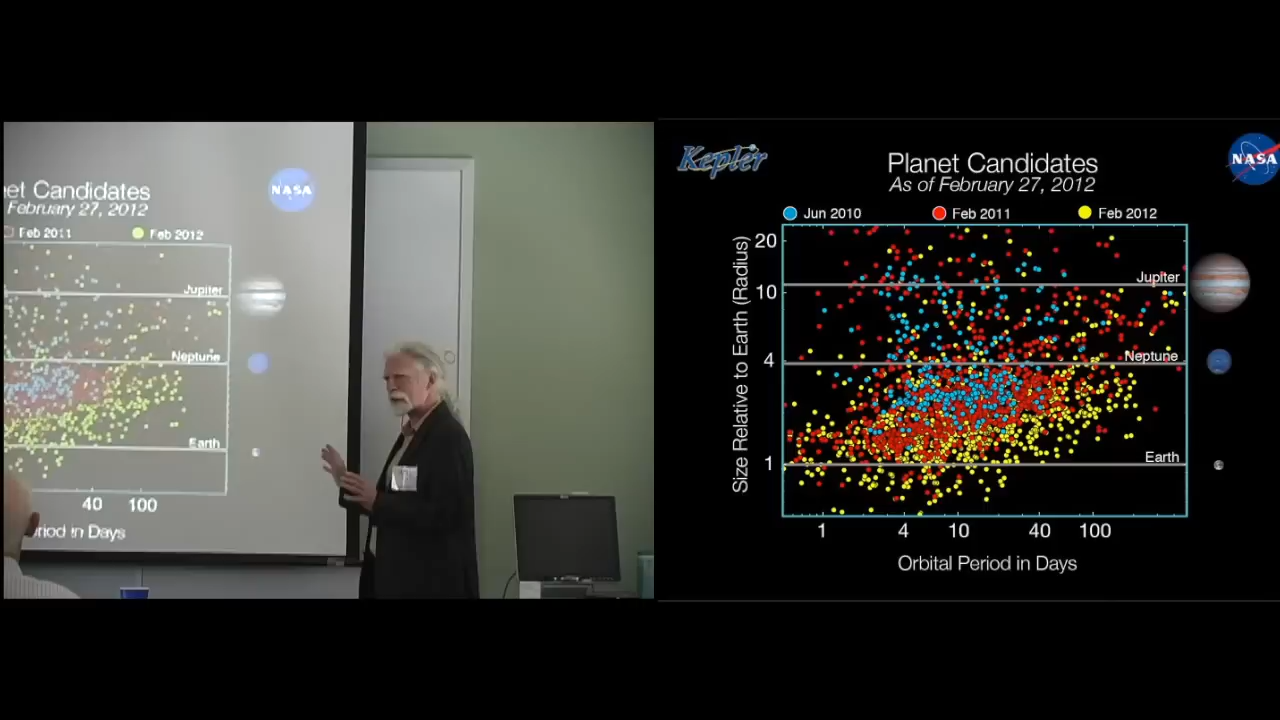 et Candidates
February 27, 2012
Feb 2011
Feb 2012
NASA
Jupiter
Neptune
Earth
40 100
riod in Days
Kepler
Planet Candidates
As of February 27, 2012
NASA
Jun 2010
Feb 2011
Feb 2012
Size Relative to Earth (Radius)
20
10
4
1
Jupiter
Neptune
Earth
1 4 10 40 100
Orbital Period in Days